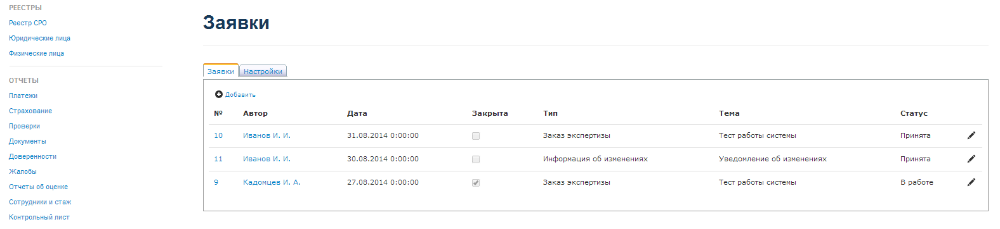 РЕЕСТРЫ
Реестр СРО
Юридические лица
Физические лица
ОТЧЕТЫ
Платежи
Страхование
Проверки
Документы
Доверенности
Жалобы
Отчеты об оценке
Сотрудники и стаж
Контрольный лист
Заявки
Заявки Настройки
Добавить
№ Автор Дата Закрыта Тип Тема Статус
10 Иванов И. И. 31.08.2014 0:00:00 Заказ экспертизы Тест работы системы Принята
11 Иванов И. И. 30.08.2014 0:00:00 Информация об изменениях Уведомление об изменениях Принята
9 Кадомцев И. А. 27.08.2014 0:00:00 Заказ экспертизы Тест работы системы В работе